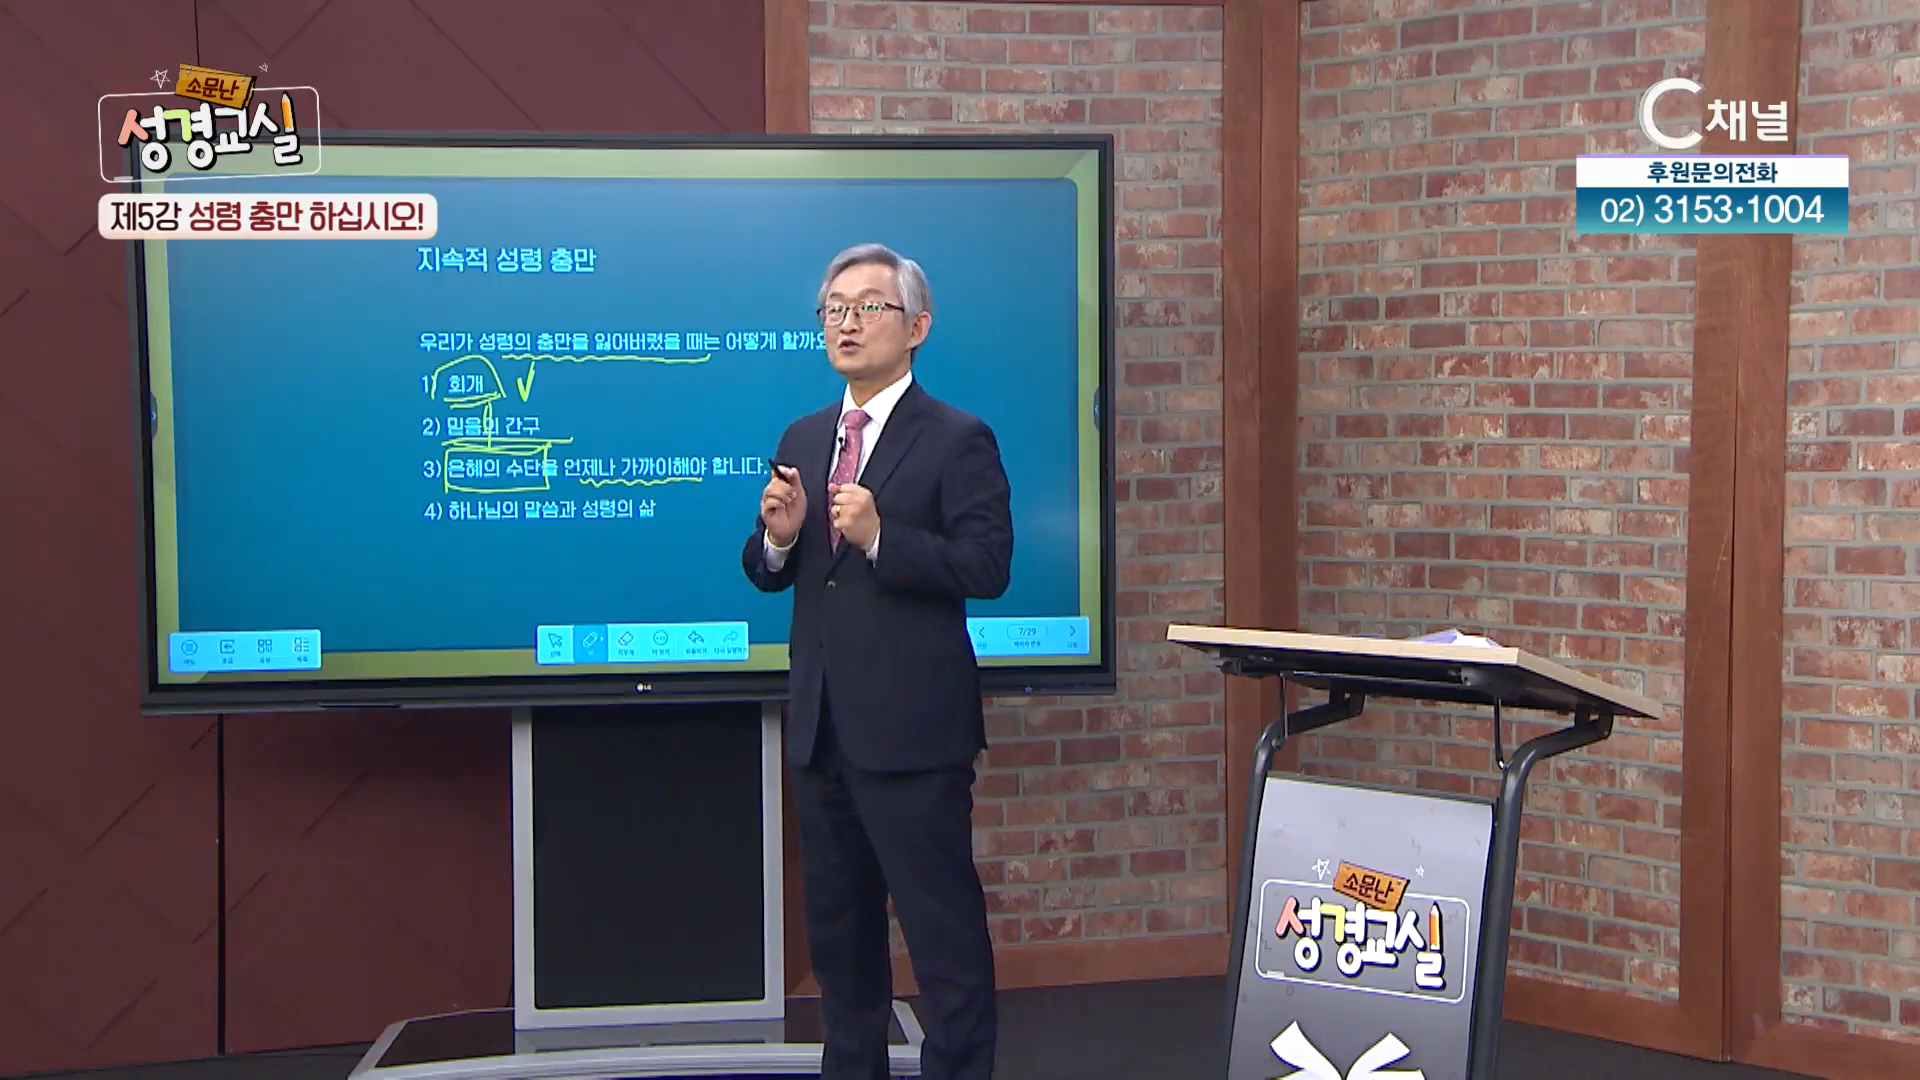 소문난
성경교실
제5강 성령 충만 하십시오!
C채널
후원문의전화
02) 3153·1004
지속적 성령 충만
우리가 성령의 충만을 잃어버렸을 때는 어떻게 할까요
1) 회개
2) 믿음의 간구
3) 은혜의 수단을 언제나 가까이해야 합니다.
4) 하나님의 말씀과 성령의 삶
7/29
LG
소문난
성경교실